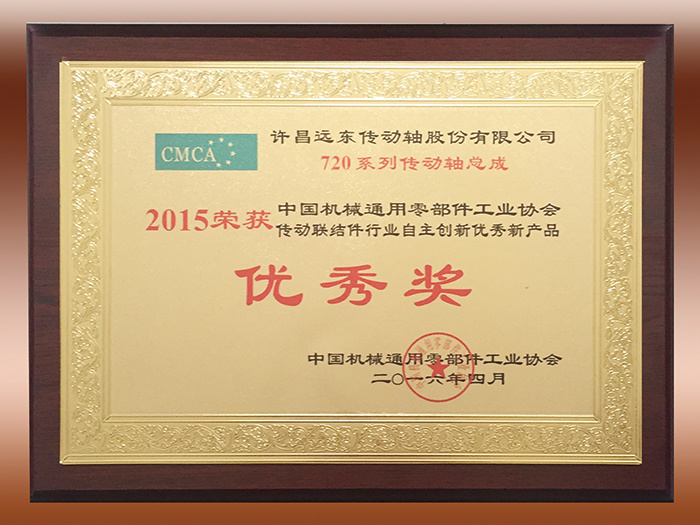 CMCA
许昌远东传动轴股份有限公司
720系列传动轴总成
2015荣获
中国机械通用零部件工业协会
传动联结件行业自主创新优秀新产品
优秀奖
中国机械通用零部件工业协会
二〇一六年四月